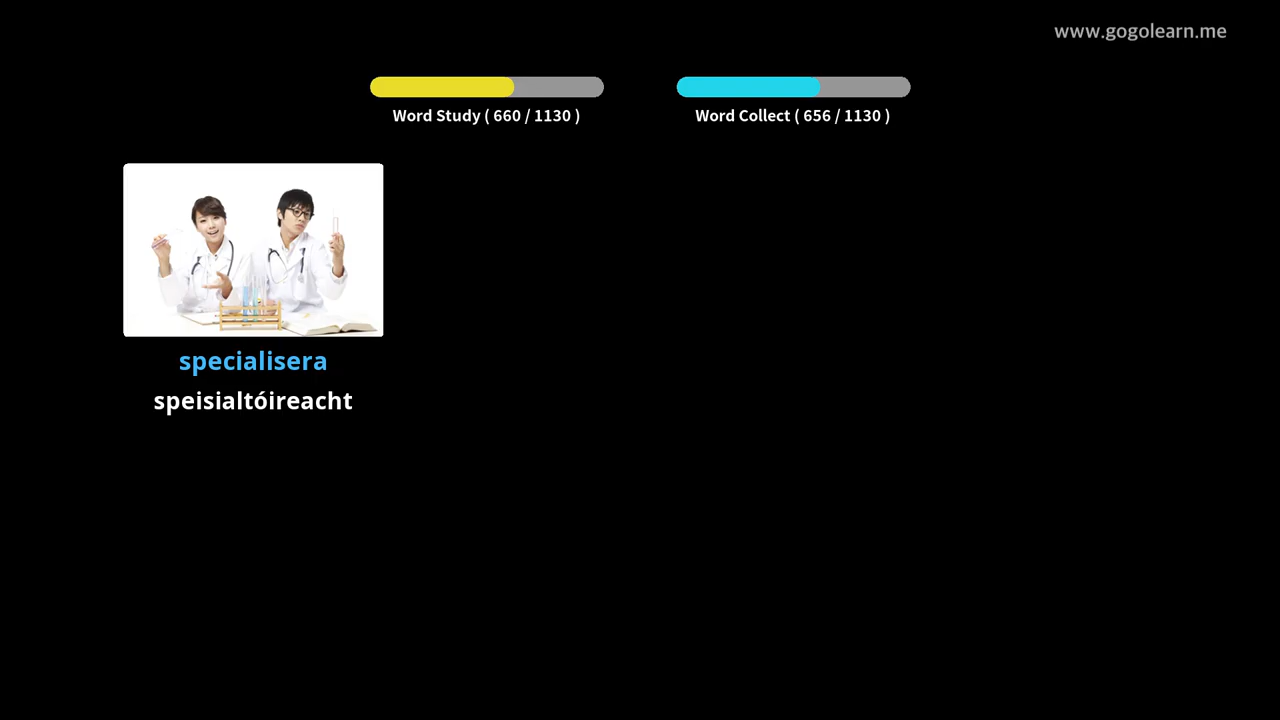 www.gogolearn.me
Word Study ( 660 / 1130 )
Word Collect ( 656 / 1130 )
specialisera
speisialtóireacht